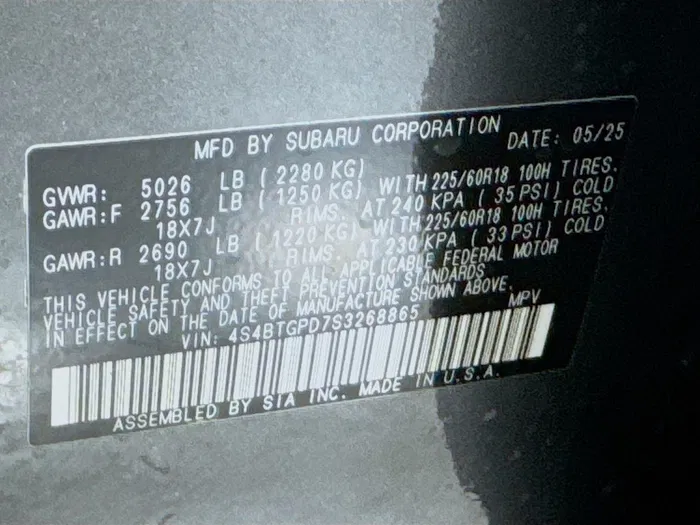 MFD BY SUBARU CORPORATION DATE: 05/25
GVWR: 5026 LB ( 2280 KG)
GAWR:F 2756 LB ( 1250 KG) WITH 225/60R18 100H TIRES.
18X7J RIMS. AT 240 KPA ( 35 PSI) COLD
GAWR:R 2690 LB ( 1220 KG) WITH 225/60R18 100H TIRES.
18X7J RIMS. AT 230 KPA ( 33 PSI) COLD
THIS VEHICLE CONFORMS TO ALL APPLICABLE FEDERAL MOTOR
VEHICLE SAFETY AND THEFT PREVENTION STANDARDS
IN EFFECT ON THE DATE OF MANUFACTURE SHOWN ABOVE.
VIN: 4S4BTGPD7S3268865 MPV
ASSEMBLED BY SIA INC. MADE IN U.S.A.